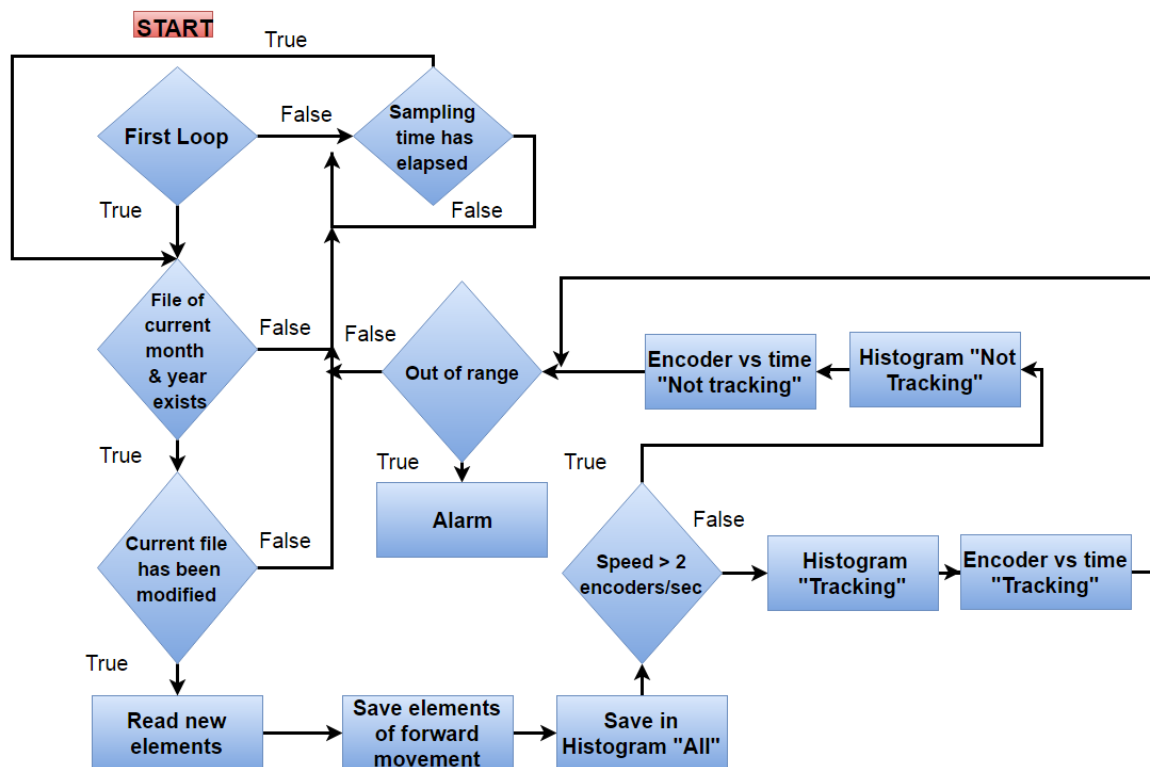 START
True
First Loop
False
Sampling
time has
elapsed
True
False
File of
current
month
& year
exists
False
False
Out of range
Encoder vs time
"Not tracking"
Histogram "Not
Tracking"
True
True
Alarm
True
Current file
has been
modified
False
Speed > 2
encoders/sec
False
Histogram
"Tracking"
Encoder vs time
"Tracking"
True
Read new
elements
Save elements
of forward
movement
Save in
Histogram "All"